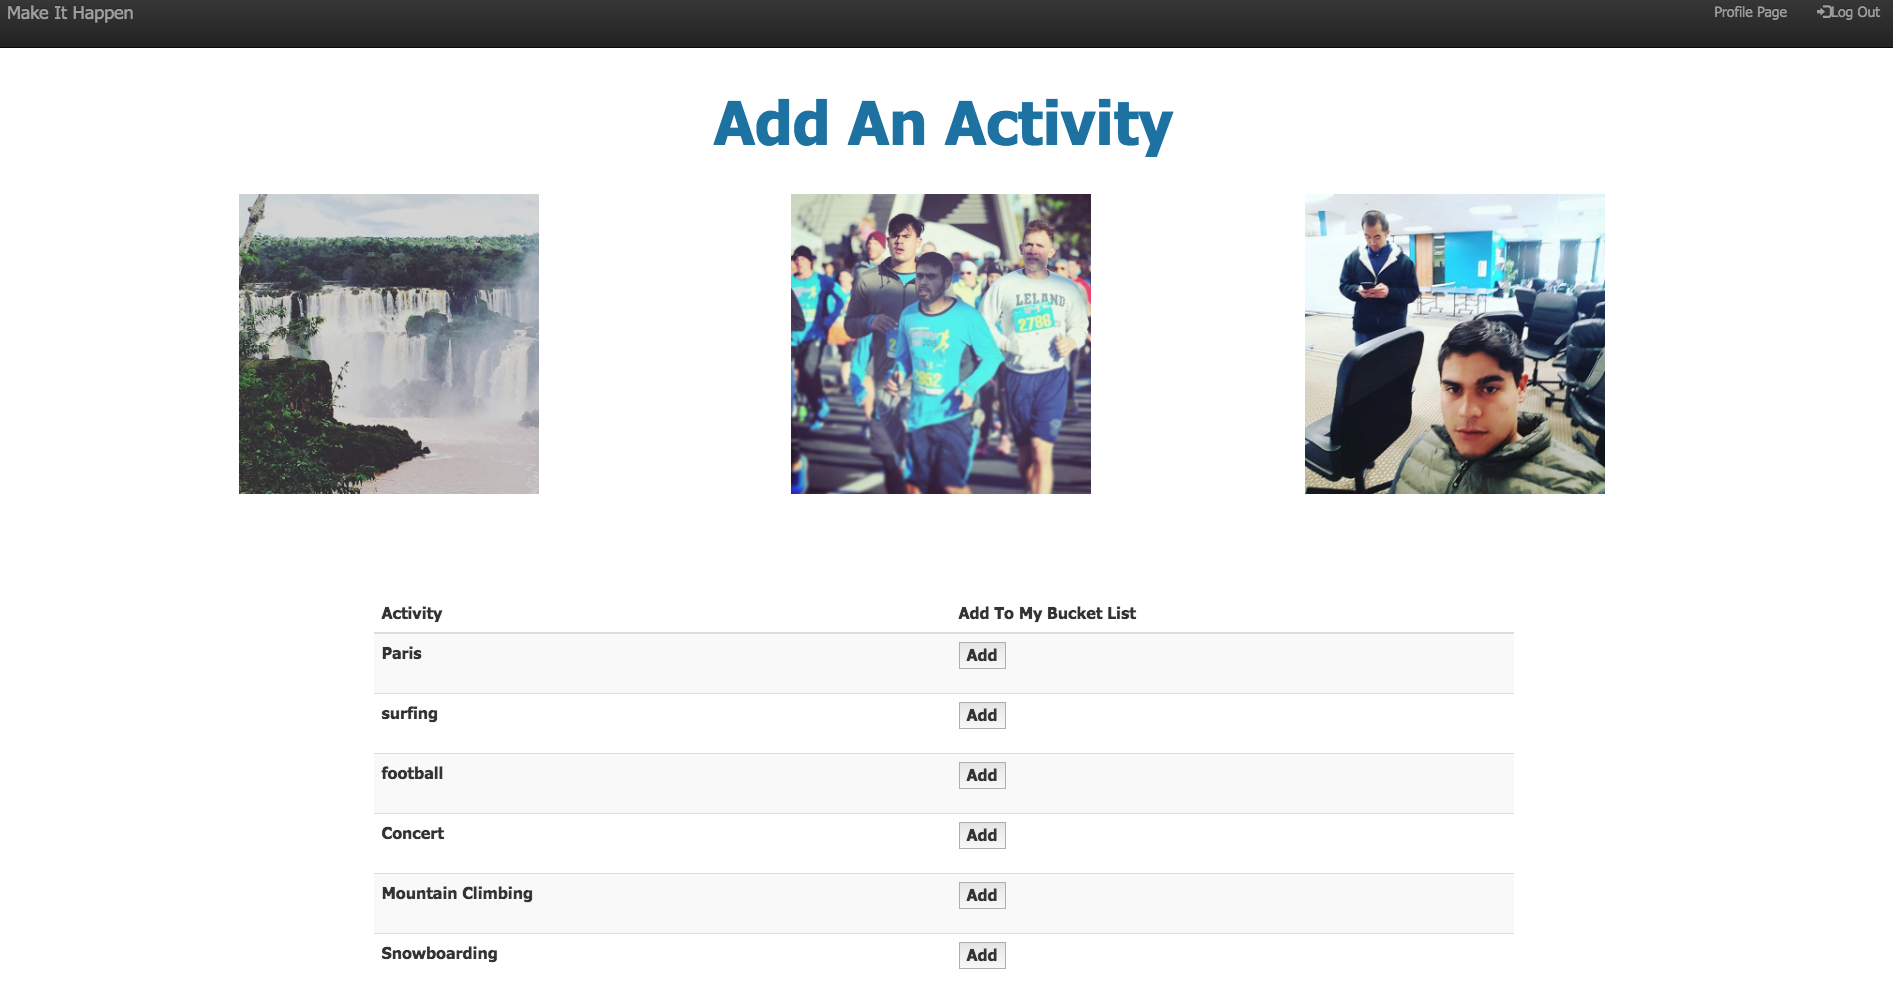 Make It Happen
Profile Page Log Out
Add An Activity
LELAND
2786
Activity Add To My Bucket List
Paris Add
surfing Add
football Add
Concert Add
Mountain Climbing Add
Snowboarding Add